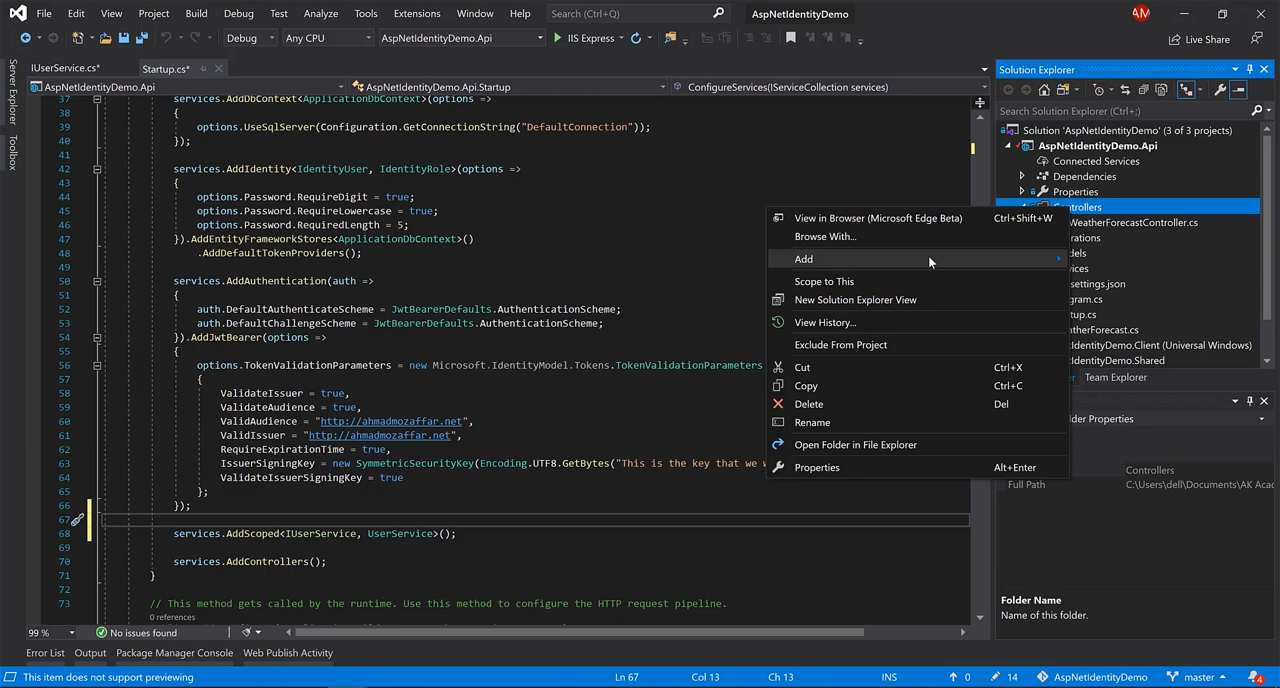 File Edit View Project Build Debug Test Analyze Tools Extensions Window Help Search (Ctrl+Q) AspNetIdentityDemo AM
Debug Any CPU AspNetIdentityDemo.Api IIS Express Live Share
Server Explorer
Toolbox
IUserService.cs* Startup.cs*
AspNetIdentityDemo.Api AspNetIdentityDemo.Api.Startup ConfigureServices(IServiceCollection services)
37 services.AddDbContext<ApplicationDbContext>(options =>
38 {
39 options.UseSqlServer(Configuration.GetConnectionString("DefaultConnection"));
40 });
41
42 services.AddIdentity<IdentityUser, IdentityRole>(options =>
43 {
44 options.Password.RequireDigit = true;
45 options.Password.RequireLowercase = true;
46 options.Password.RequiredLength = 5;
47 }).AddEntityFrameworkStores<ApplicationDbContext>()
48 .AddDefaultTokenProviders();
49
50 services.AddAuthentication(auth =>
51 {
52 auth.DefaultAuthenticateScheme = JwtBearerDefaults.AuthenticationScheme;
53 auth.DefaultChallengeScheme = JwtBearerDefaults.AuthenticationScheme;
54 }).AddJwtBearer(options =>
55 {
56 options.TokenValidationParameters = new Microsoft.IdentityModel.Tokens.TokenValidationParameters
57 {
58 ValidateIssuer = true,
59 ValidateAudience = true,
60 ValidAudience = "http://ahmadmozaffar.net",
61 ValidIssuer = "http://ahmadmozaffar.net",
62 RequireExpirationTime = true,
63 IssuerSigningKey = new SymmetricSecurityKey(Encoding.UTF8.GetBytes("This is the key that we w
64 ValidateIssuerSigningKey = true
65 };
66 });
67
68 services.AddScoped<IUserService, UserService>();
69
70 services.AddControllers();
71 }
72
73 // This method gets called by the runtime. Use this method to configure the HTTP request pipeline.
0 references
99 % No issues found
View in Browser (Microsoft Edge Beta) Ctrl+Shift+W
Browse With...
Add
Scope to This
New Solution Explorer View
View History...
Exclude From Project
Cut Ctrl+X
Copy Ctrl+C
Delete Del
Rename
Open Folder in File Explorer
Properties Alt+Enter
Solution Explorer
Search Solution Explorer (Ctrl+;)
Solution 'AspNetIdentityDemo' (3 of 3 projects)
AspNetIdentityDemo.Api
Connected Services
Dependencies
Properties
Controllers
WeatherForecastController.cs
rations
dels
ices
settings.json
gram.cs
tup.cs
eatherForecast.cs
etIdentityDemo.Client (Universal Windows)
etIdentityDemo.Shared
Team Explorer
der Properties
Controllers
Full Path C:\Users\dell\Documents\AK Aca
Folder Name
Name of this folder.
Error List Output Package Manager Console Web Publish Activity
This item does not support previewing Ln 67 Col 13 Ch 13 INS 0 14 AspNetIdentityDemo master 4